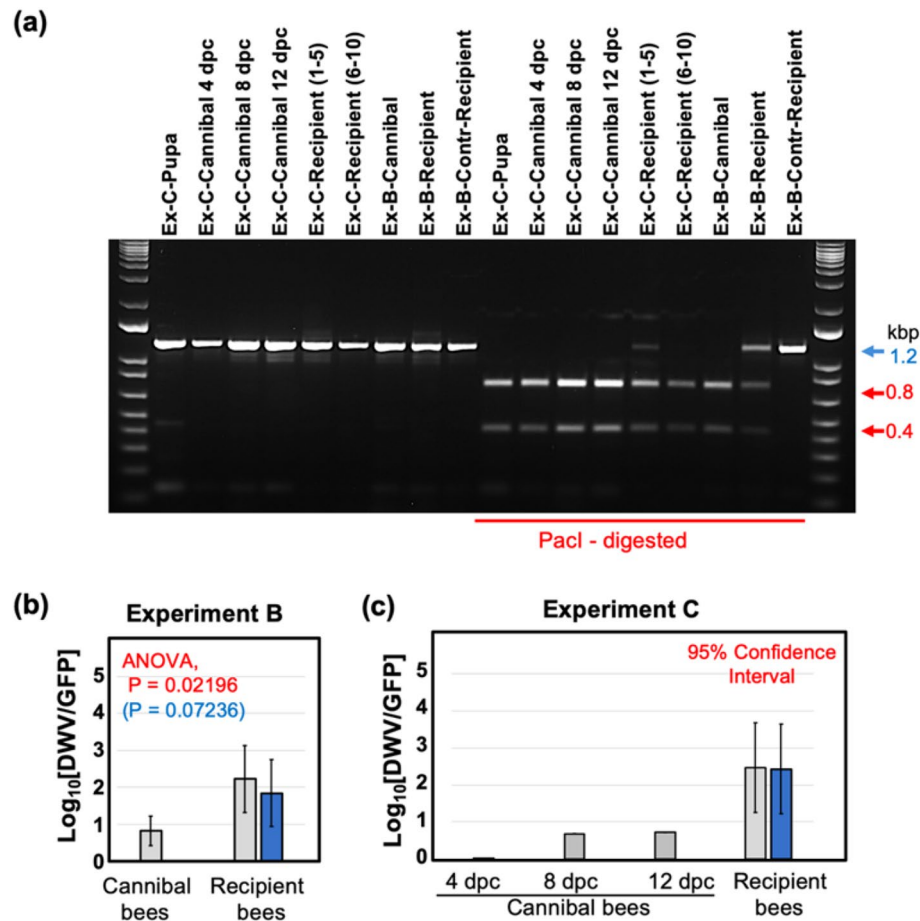 (a)
Ex-C-Pupa
Ex-C-Cannibal 4 dpc
Ex-C-Cannibal 8 dpc
Ex-C-Cannibal 12 dpc
Ex-C-Recipient (1-5)
Ex-C-Recipient (6-10)
Ex-B-Cannibal
Ex-B-Recipient
Ex-B-Contr-Recipient
Ex-C-Pupa
Ex-C-Cannibal 4 dpc
Ex-C-Cannibal 8 dpc
Ex-C-Cannibal 12 dpc
Ex-C-Recipient (1-5)
Ex-C-Recipient (6-10)
Ex-B-Cannibal
Ex-B-Recipient
Ex-B-Contr-Recipient
kbp
1.2
0.8
0.4
PacI - digested
(b)
Experiment B
Log10[DWV/GFP]
5
4
3
2
1
0
ANOVA,
P = 0.02196
(P = 0.07236)
Cannibal
bees
Recipient
bees
(c)
Experiment C
Log10[DWV/GFP]
5
4
3
2
1
0
95% Confidence
Interval
4 dpc
8 dpc
12 dpc
Cannibal bees
Recipient
bees